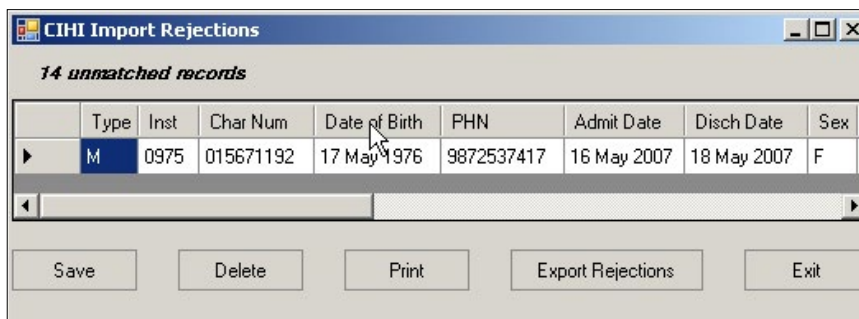 CIHI Import Rejections
14 unmatched records
Type Inst Char Num Date of Birth PHN Admit Date Disch Date Sex
M 0975 015671192 17 May 1976 9872537417 16 May 2007 18 May 2007 F
Save Delete Print Export Rejections Exit